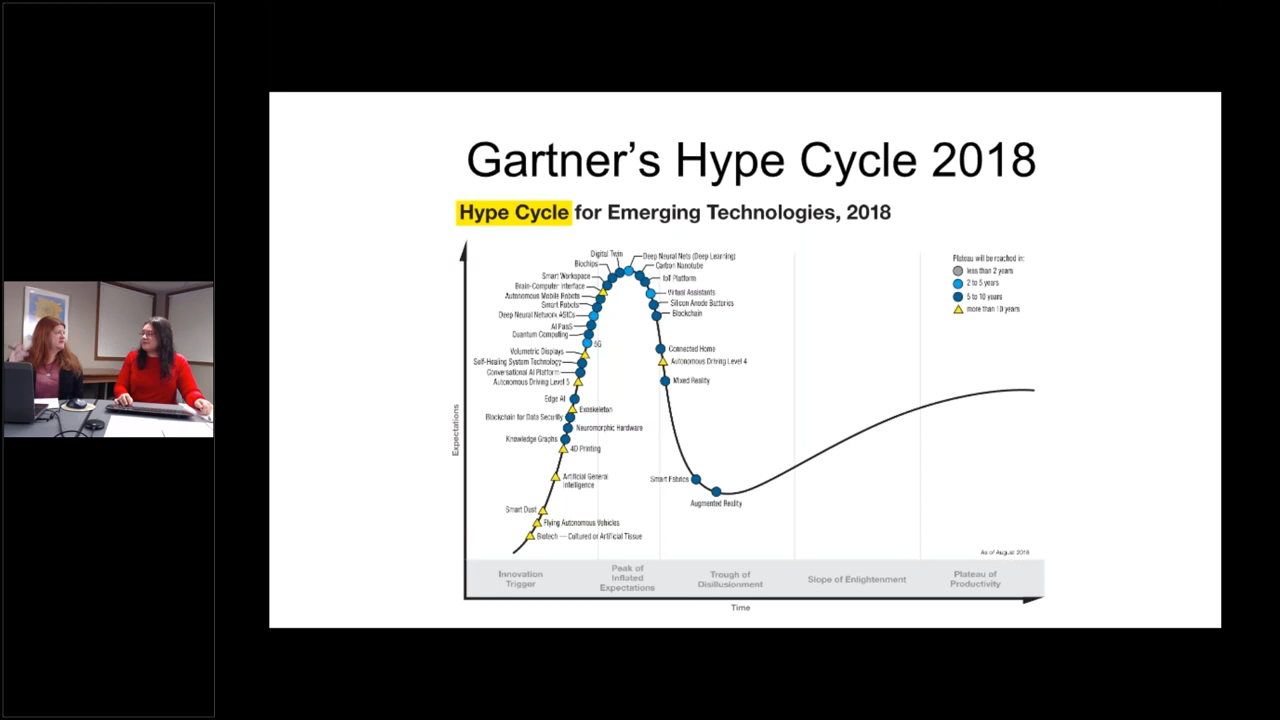 Gartner’s Hype Cycle 2018
Hype Cycle for Emerging Technologies, 2018
Digital Twin
Deep Neural Nets (Deep Learning)
Biochips
Carbon Nanotube
Smart Workspace
IoT Platform
Brain-Computer Interface
Virtual Assistants
Autonomous Mobile Robots
Silicon Anode Batteries
Smart Robots
Blockchain
Deep Neural Network ASICs
AI PaaS
Quantum Computing
5G
Volumetric Displays
Self-Healing System Technology
Conversational AI Platform
Autonomous Driving Level 5
Connected Home
Autonomous Driving Level 4
Mixed Reality
Edge AI
Exoskeleton
Blockchain for Data Security
Neuromorphic Hardware
Knowledge Graphs
4D Printing
Artificial General
Intelligence
Smart Dust
Flying Autonomous Vehicles
Biotech — Cultured or Artificial Tissue
Smart Fabrics
Augmented Reality
Plateau will be reached in:
less than 2 years
2 to 5 years
5 to 10 years
more than 10 years
As of August 2018
Expectations
Innovation
Trigger
Peak of
Inflated
Expectations
Trough of
Disillusionment
Slope of Enlightenment
Plateau of
Productivity
Time